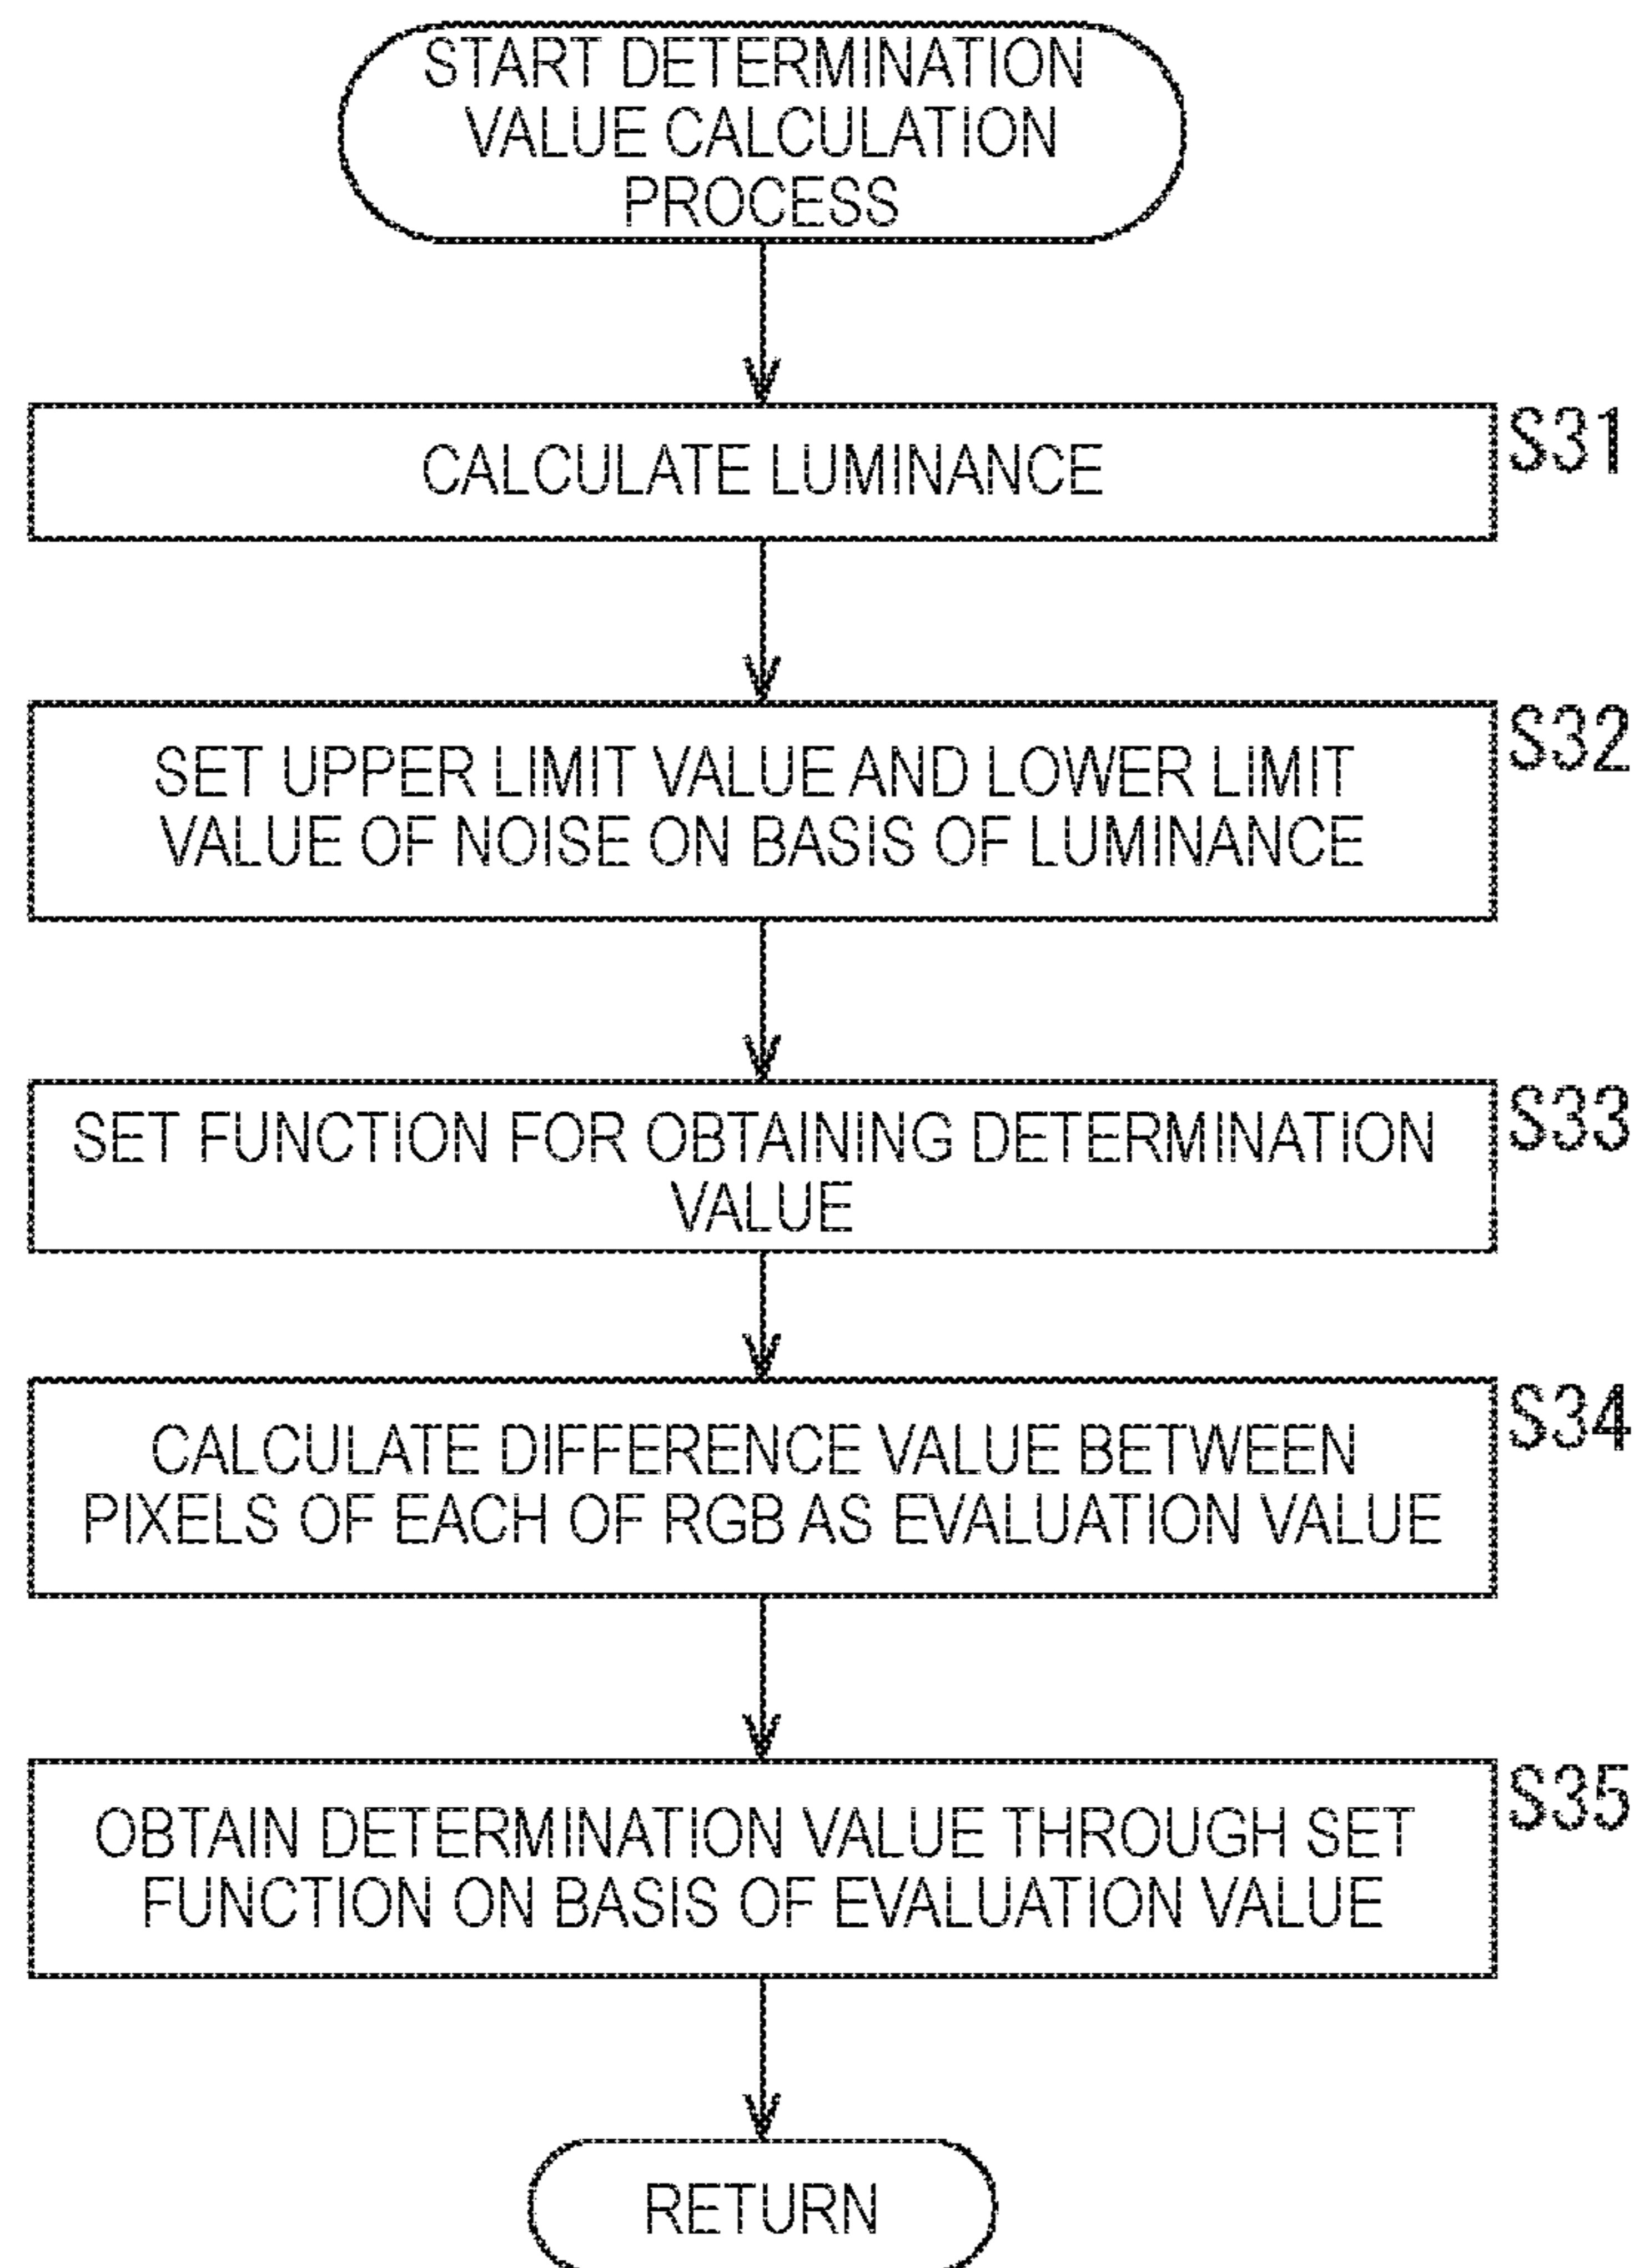 START DETERMINATION
VALUE CALCULATION
PROCESS
CALCULATE LUMINANCE
S31
SET UPPER LIMIT VALUE AND LOWER LIMIT
VALUE OF NOISE ON BASIS OF LUMINANCE
S32
SET FUNCTION FOR OBTAINING DETERMINATION
VALUE
S33
CALCULATE DIFFERENCE VALUE BETWEEN
PIXELS OF EACH OF RGB AS EVALUATION VALUE
S34
OBTAIN DETERMINATION VALUE THROUGH SET
FUNCTION ON BASIS OF EVALUATION VALUE
S35
RETURN